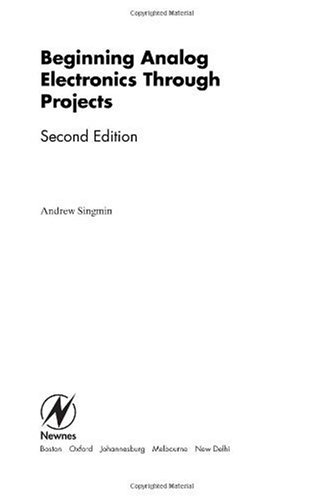 Beginning Analog
Electronics Through
Projects
Second Edition
Andrew Singmin
Newnes
Boston Oxford Johannesburg Melbourne New Delhi
Copyrighted Material